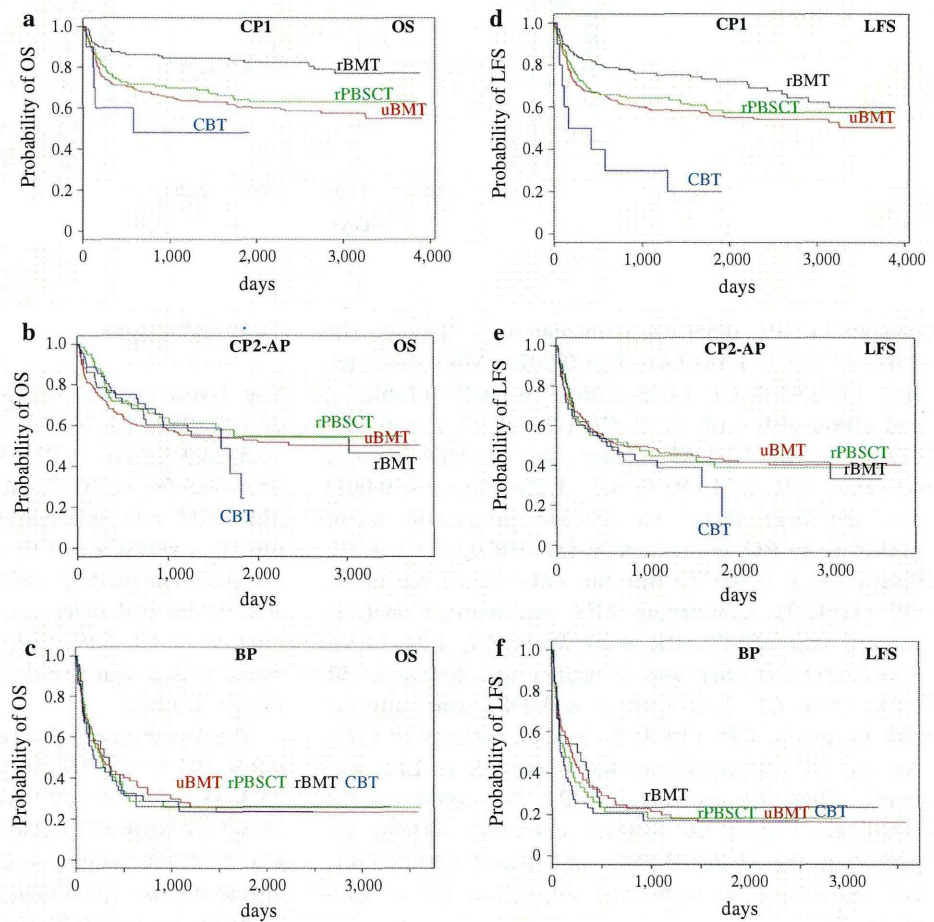 a
CP1 OS
Probability of OS
1.0
0.8
0.6
0.4
0.2
0
rBMT
rPBSCT
uBMT
CBT
0 1,000 2,000 3,000 4,000
days
d
CP1 LFS
Probability of LFS
1.0
0.8
0.6
0.4
0.2
0
rBMT
rPBSCT
uBMT
CBT
0 1,000 2,000 3,000 4,000
days
b
CP2-AP OS
Probability of OS
1.0
0.8
0.6
0.4
0.2
0
rPBSCT
uBMT
rBMT
CBT
0 1,000 2,000 3,000
days
e
CP2-AP LFS
Probability of LFS
1.0
0.8
0.6
0.4
0.2
0
uBMT
rPBSCT
rBMT
CBT
0 1,000 2,000 3,000
days
c
BP OS
Probability of OS
1.0
0.8
0.6
0.4
0.2
0
uBMT rPBSCT rBMT CBT
0 1,000 2,000 3,000
days
f
BP LFS
Probability of LFS
1.0
0.8
0.6
0.4
0.2
0
rBMT
rPBSCT uBMT CBT
0 1,000 2,000 3,000
days